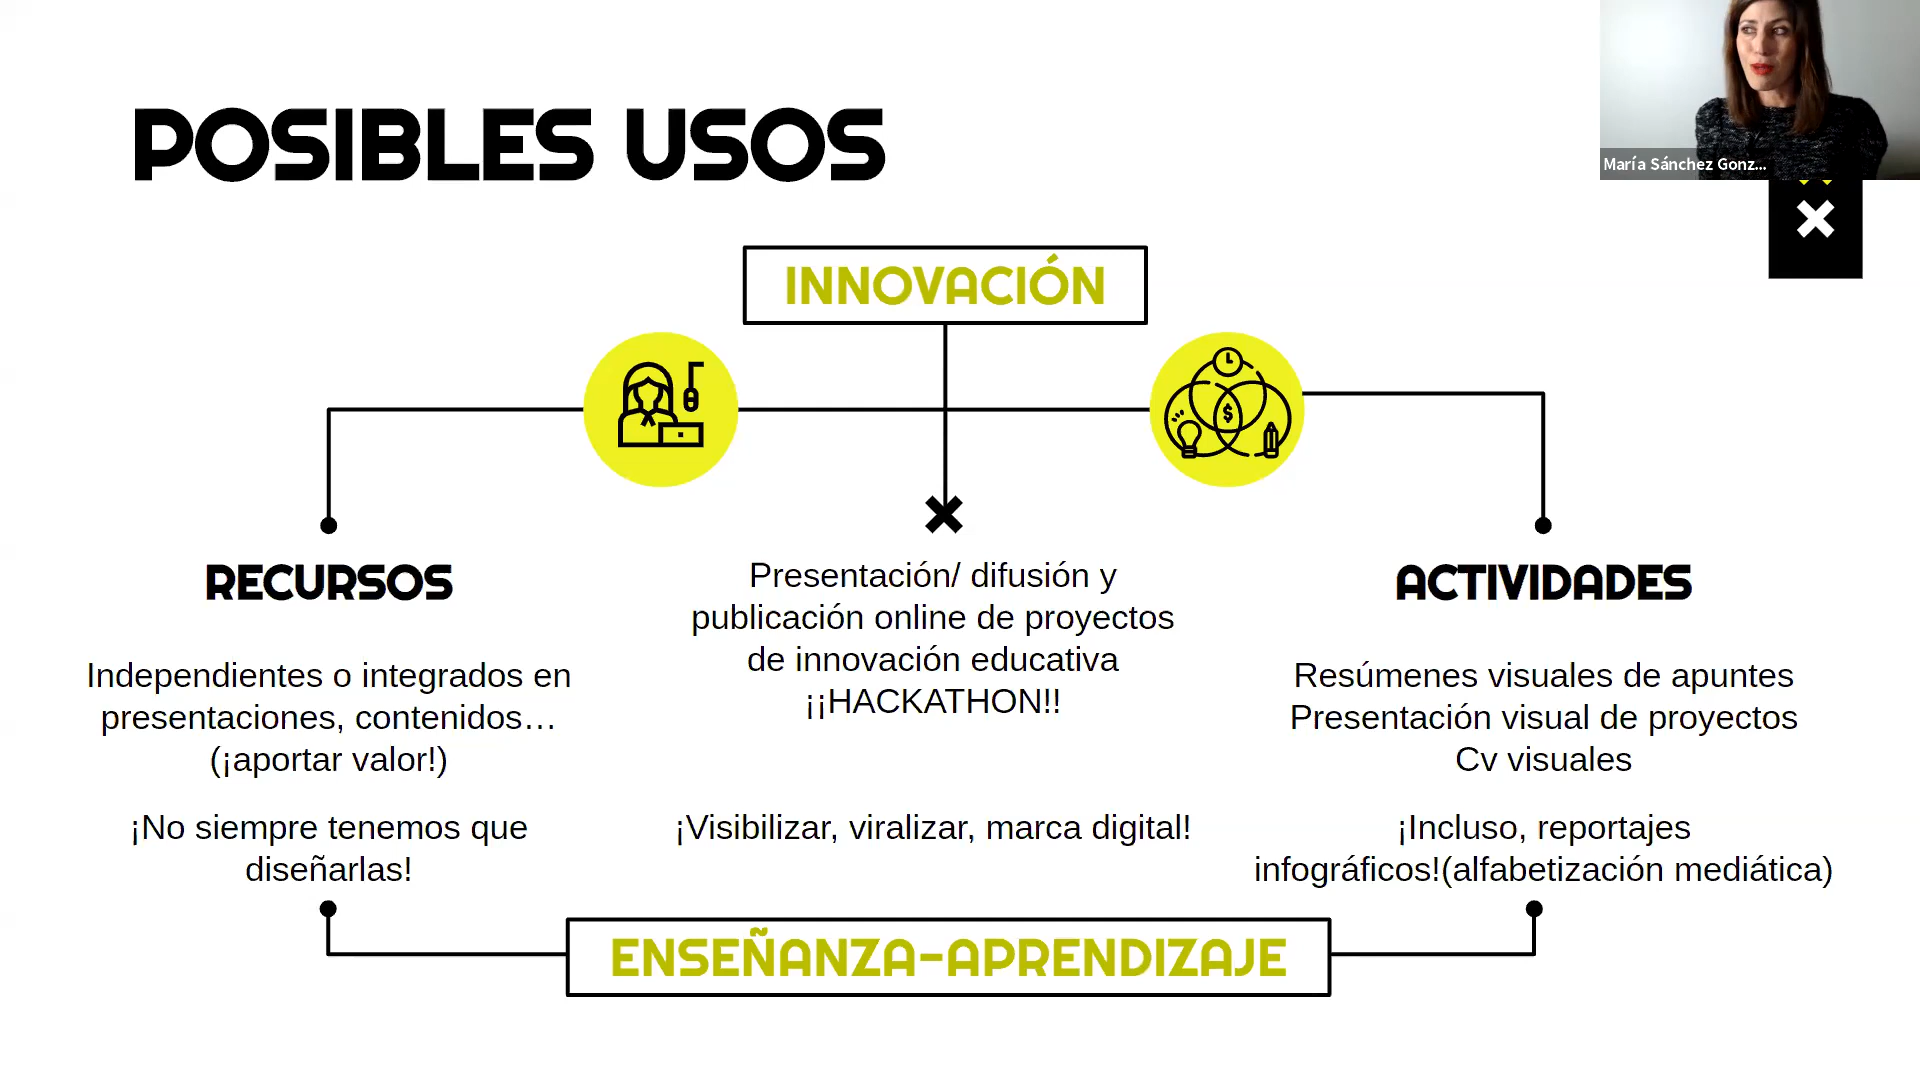 POSIBLES USOS
María Sánchez Gonz...
INNOVACIÓN
$
RECURSOS
Independientes o integrados en
presentaciones, contenidos…
(¡aportar valor!)
¡No siempre tenemos que
diseñarlas!
Presentación/ difusión y
publicación online de proyectos
de innovación educativa
¡¡HACKATHON!!
¡Visibilizar, viralizar, marca digital!
ACTIVIDADES
Resúmenes visuales de apuntes
Presentación visual de proyectos
Cv visuales
¡Incluso, reportajes
infográficos!(alfabetización mediática)
ENSEÑANZA-APRENDIZAJE